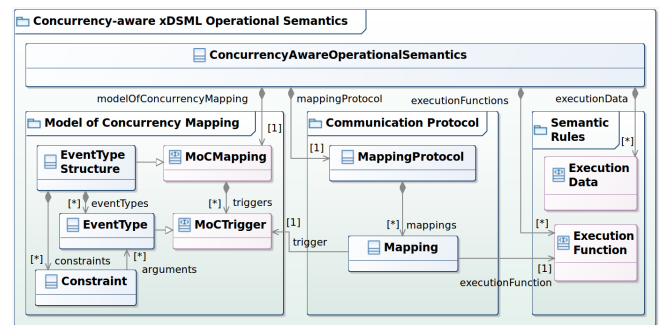 Concurrency-aware xDSML Operational Semantics
ConcurrencyAwareOperationalSemantics
modelOfConcurrencyMapping
mappingProtocol
executionFunctions
executionData
Model of Concurrency Mapping
[1]
Communication Protocol
Semantic
Rules
[*]
EventType
Structure
MoCMapping
[1]
MappingProtocol
Execution
Data
[*]
eventTypes
[*]
triggers
EventType
MoCTrigger
[1]
[*]
mappings
[*]
trigger
Mapping
Execution
Function
[*]
constraints
[*]
arguments
[1]
executionFunction
Constraint